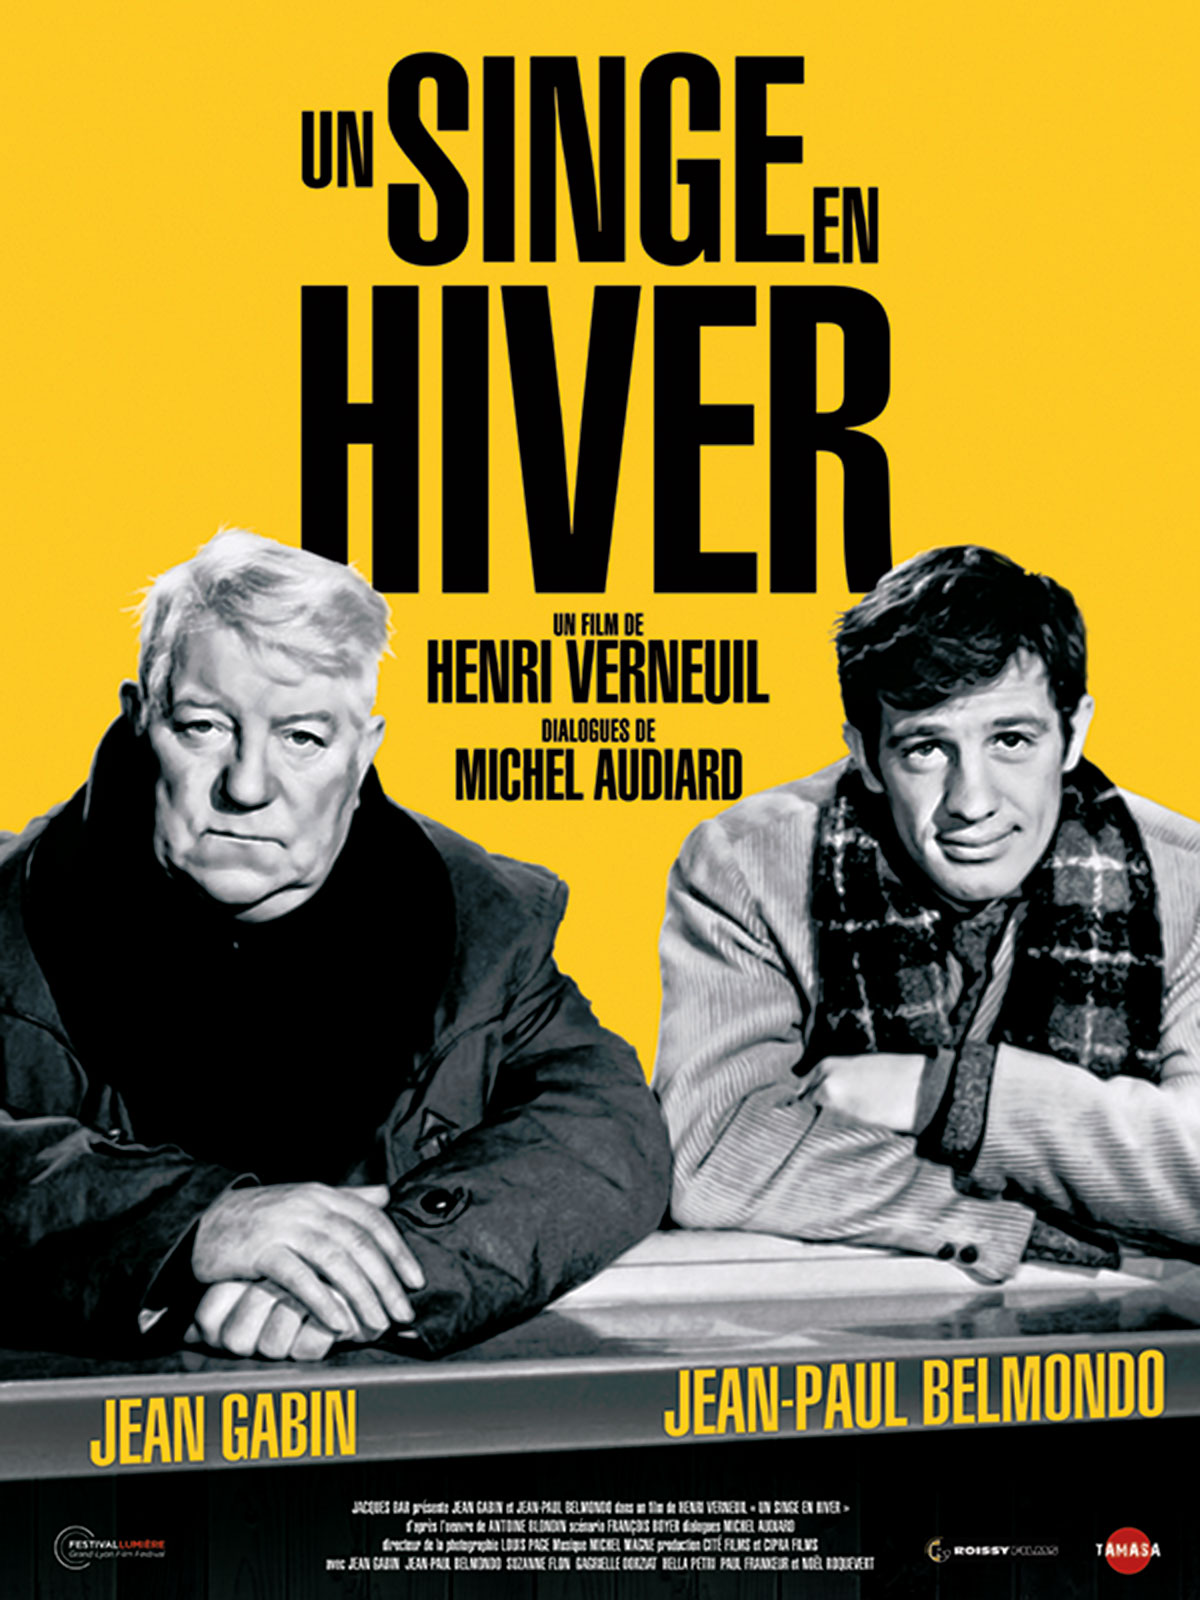 UN SINGE EN
HIVER
UN FILM DE
HENRI VERNEUIL
DIALOGUES DE
MICHEL AUDIARD
JEAN GABIN
JEAN-PAUL BELMONDO
JACQUES BAR présente JEAN GABIN et JEAN-PAUL BELMONDO dans un film de HENRI VERNEUIL « UN SINGE EN HIVER »
d'après l'oeuvre de ANTOINE BLONDIN scénario FRANÇOIS BOYER dialogues MICHEL AUDIARD
directeur de la photographie LOUIS PAGE Musique MICHEL MAGNE production CITÉ FILMS et CIPRA FILMS
avec JEAN GABIN JEAN-PAUL BELMONDO SUZANNE FLON GABRIELLE DORZIAT HELLA PETRI PAUL FRANKEUR et NOËL ROQUEVERT
FESTIVAL LUMIÈRE
Grand Lyon Film Festival
ROISSY FILMS
TAMASA